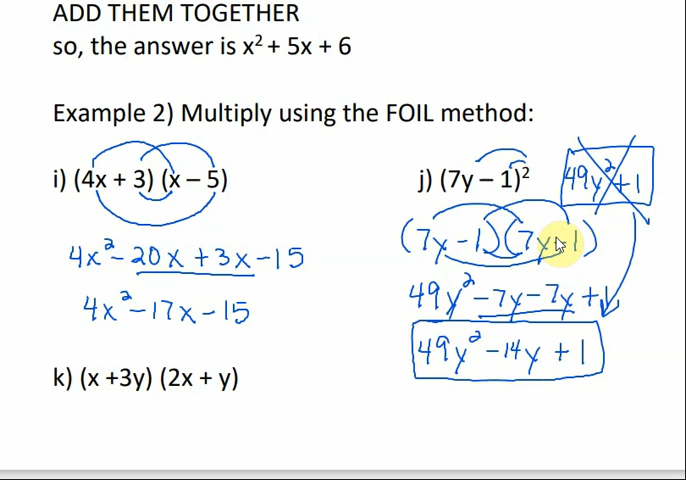 ADD THEM TOGETHER
so, the answer is x² + 5x + 6
Example 2) Multiply using the FOIL method:
i) (4x + 3) (x – 5)
4x² - 20x + 3x - 15
4x² - 17x - 15
j) (7y – 1)²
49y² + 1
(7y - 1)(7y - 1)
49y² - 7y - 7y + 1
49y² - 14y + 1
k) (x +3y) (2x + y)